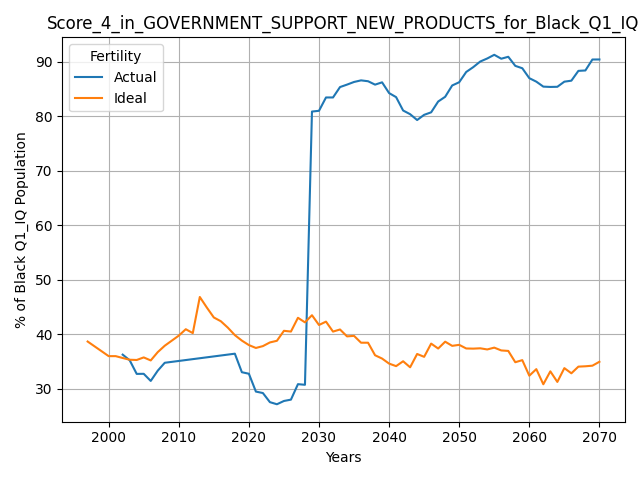 Score_4_in_GOVERNMENT_SUPPORT_NEW_PRODUCTS_for_Black_Q1_IQ
Fertility
Actual
Ideal
% of Black Q1_IQ Population
90
80
70
60
50
40
30
2000 2010 2020 2030 2040 2050 2060 2070
Years